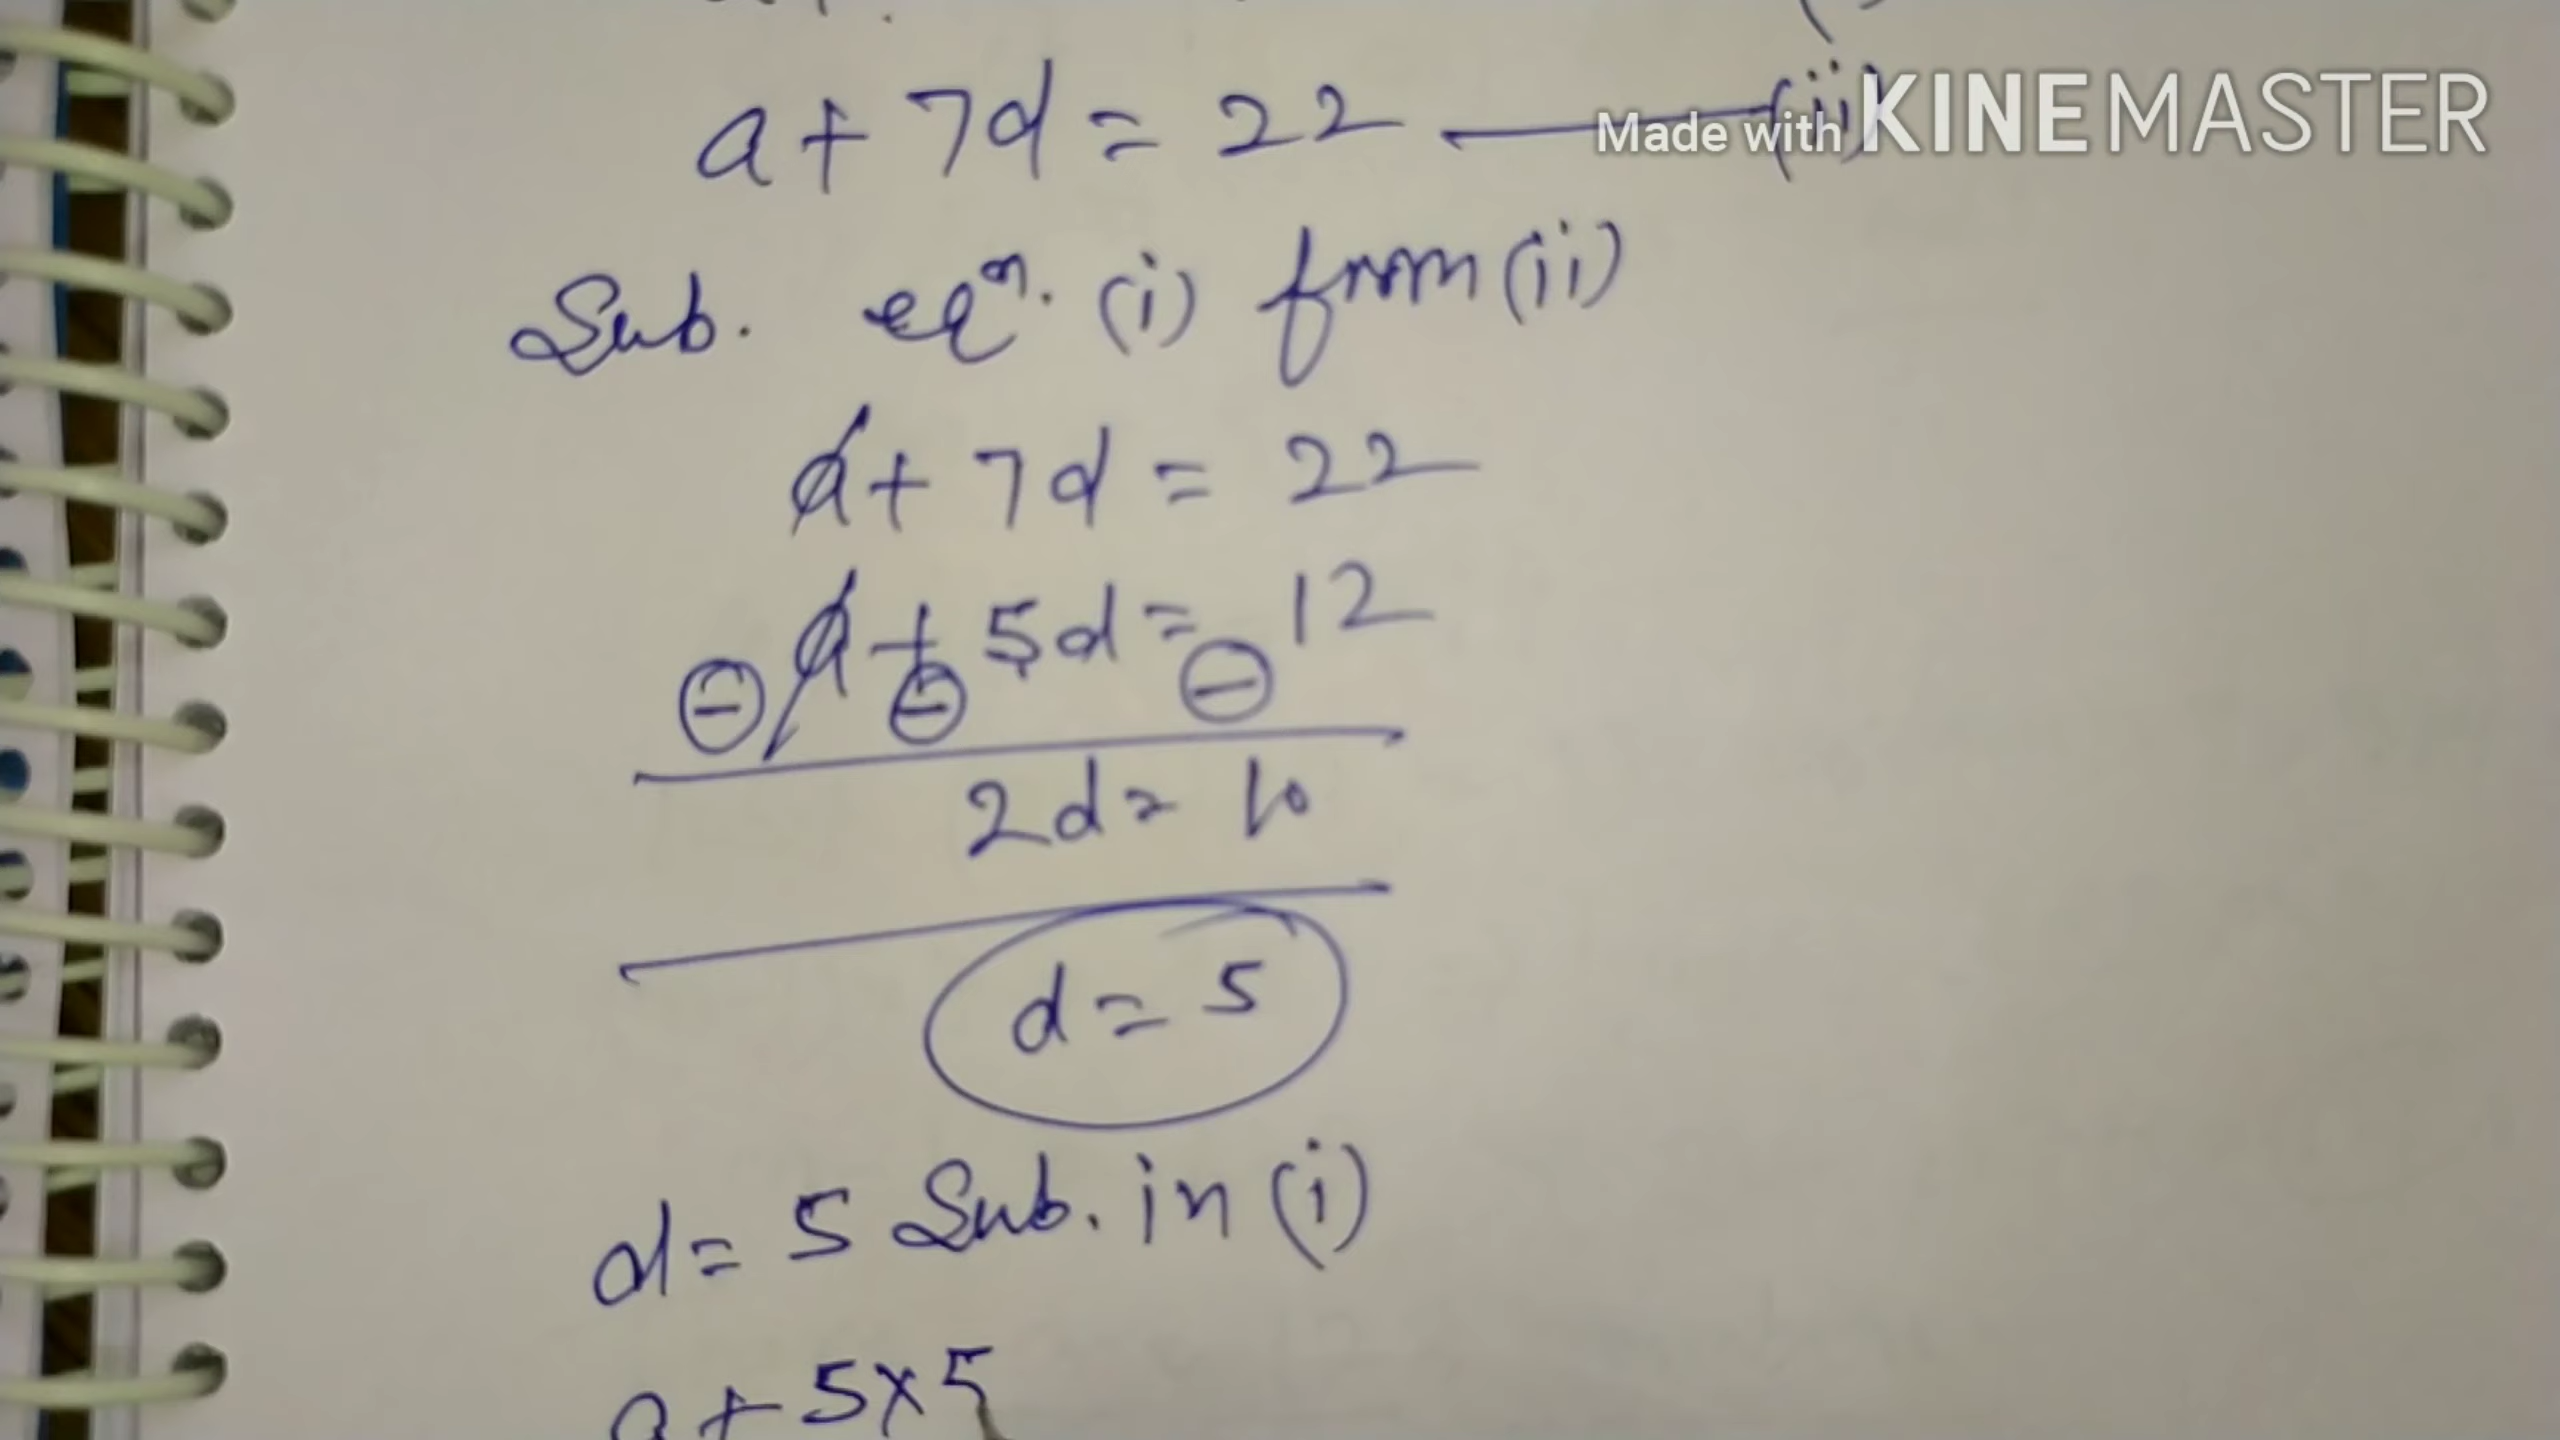 a + 7d = 22 — (ii)
Made with KINEMASTER
Sub. eqⁿ. (i) from (ii)
a + 7d = 22
a + 5d = 12
⊖ ⊖ ⊖
2d = 10
d = 5
d = 5 Sub. in (i)
a + 5×5